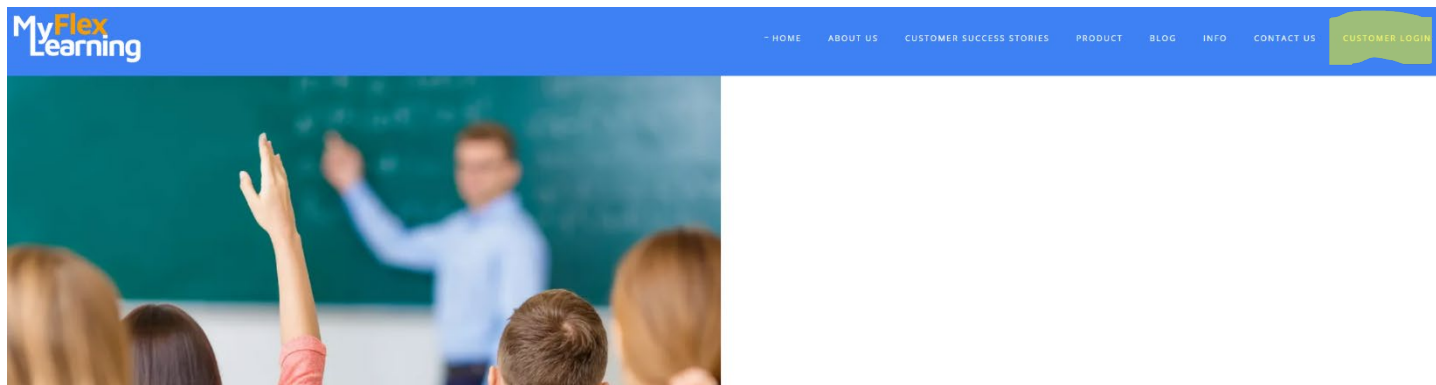 MyFlex
Learning
HOME ABOUT US CUSTOMER SUCCESS STORIES PRODUCT BLOG INFO CONTACT US CUSTOMER LOGIN